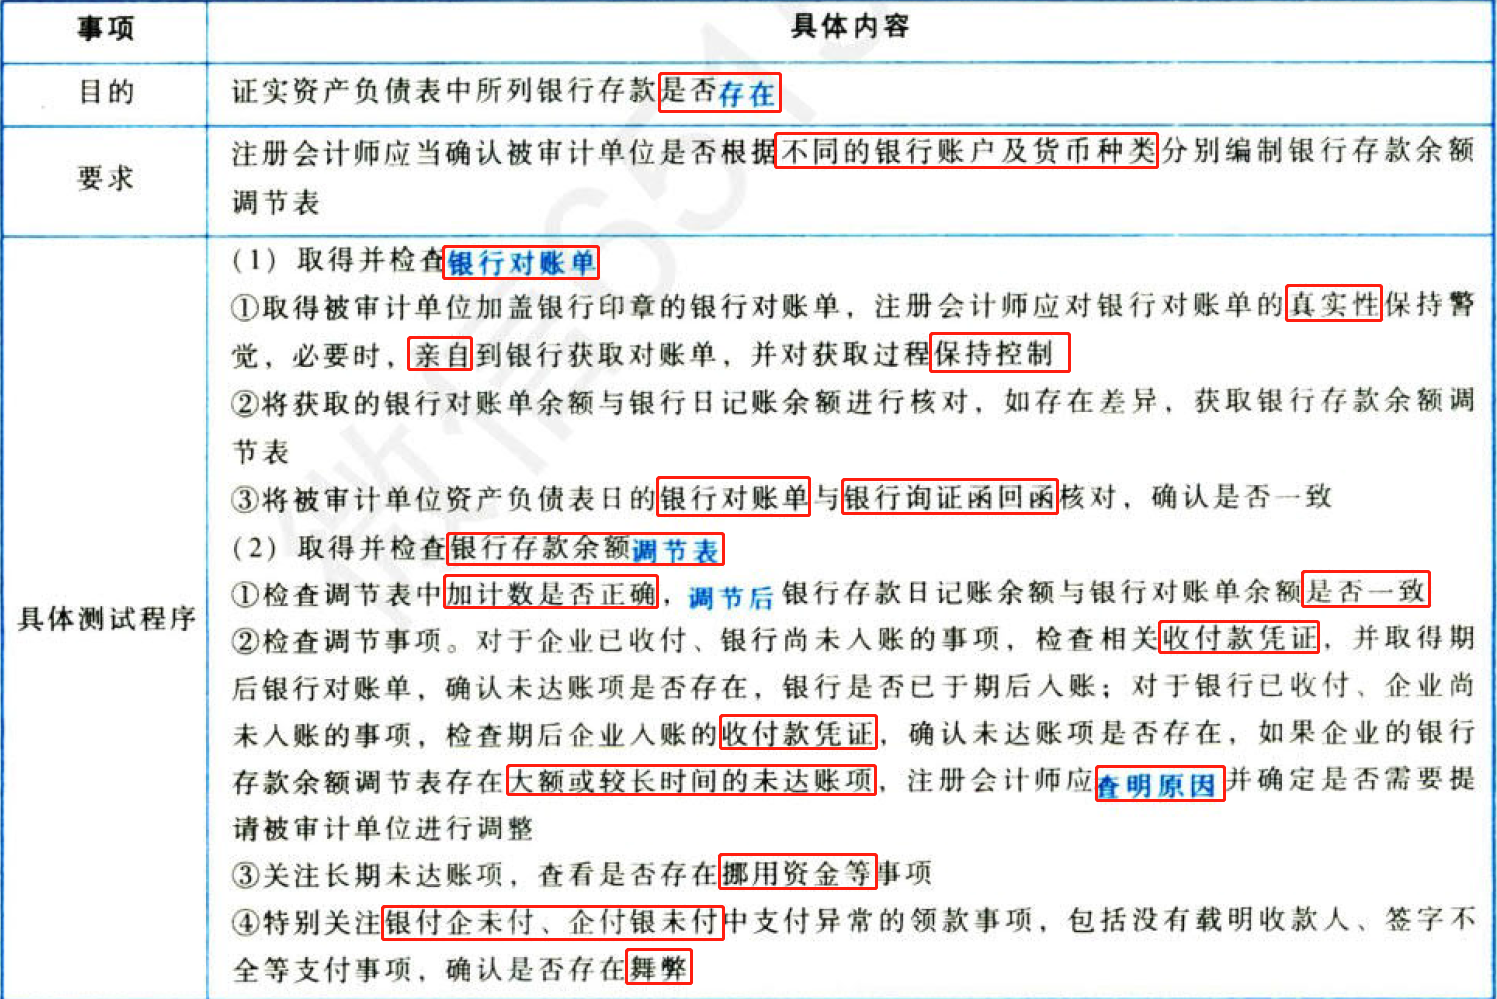 事项 具体内容
目的 证实资产负债表中所列银行存款是否存在
要求 注册会计师应当确认被审计单位是否根据不同的银行账户及货币种类分别编制银行存款余额
调节表
具体测试程序
(1) 取得并检查银行对账单
①取得被审计单位加盖银行印章的银行对账单，注册会计师应对银行对账单的真实性保持警
觉，必要时，亲自到银行获取对账单，并对获取过程保持控制
②将获取的银行对账单余额与银行日记账余额进行核对，如存在差异，获取银行存款余额调
节表
③将被审计单位资产负债表日的银行对账单与银行询证函回函核对，确认是否一致
(2) 取得并检查银行存款余额调节表
①检查调节表中加计数是否正确，调节后银行存款日记账余额与银行对账单余额是否一致
②检查调节事项。对于企业已收付、银行尚未入账的事项，检查相关收付款凭证，并取得期
后银行对账单，确认未达账项是否存在，银行是否已于期后入账；对于银行已收付、企业尚
未入账的事项，检查期后企业入账的收付款凭证，确认未达账项是否存在，如果企业的银行
存款余额调节表存在大额或较长时间的未达账项，注册会计师应查明原因并确定是否需要提
请被审计单位进行调整
③关注长期未达账项，查看是否存在挪用资金等事项
④特别关注银付企未付、企付银未付中支付异常的领款事项，包括没有载明收款人、签字不
全等支付事项，确认是否存在舞弊